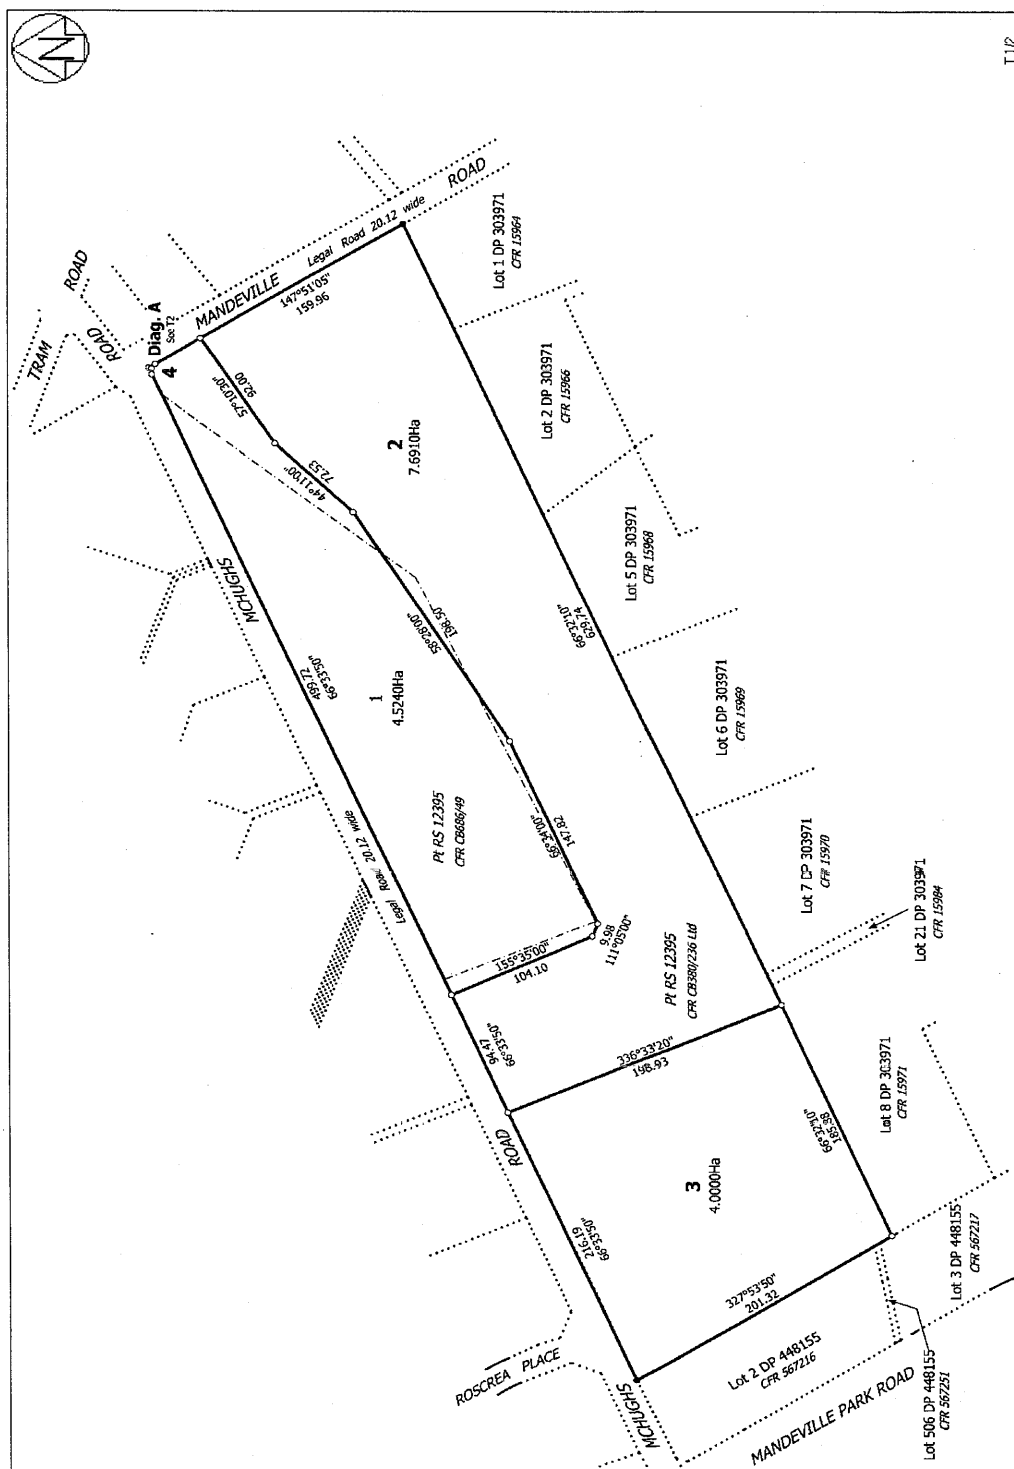 N
T 1/2
TRAM
ROAD
ROAD
Diag. A
See T2
4
MANDEVILLE
ROAD
Legal Road 20.12 wide
147°51'05"
159.96
57°10'30"
92.00
44°11'00"
72.53
2
7.6910Ha
Lot 1 DP 303971
CFR 15964
Lot 2 DP 303971
CFR 15966
MCHUGHS
Lot 5 DP 303971
CFR 15968
58°28'00"
198.50
66°32'10"
629.74
499.72
66°33'50"
1
4.5240Ha
Lot 6 DP 303971
CFR 15969
Legal Road 20.12 wide
Pt RS 12395
CFR CB686/49
66°34'00"
147.82
Lot 7 DP 303971
CFR 15970
Lot 21 DP 303971
CFR 15984
9.98
111°05'00"
155°35'00"
104.10
Pt RS 12395
CFR CB380/236 Ltd
94.47
66°33'50"
336°33'20"
198.93
Lot 8 DP 303971
CFR 15971
ROAD
66°32'10"
185.38
3
4.0000Ha
216.19
66°33'50"
Lot 3 DP 448155
CFR 567217
327°53'50"
201.32
ROSCREA PLACE
Lot 2 DP 448155
CFR 567216
MCHUGHS
MANDEVILLE PARK ROAD
Lot 506 DP 448155
CFR 567251